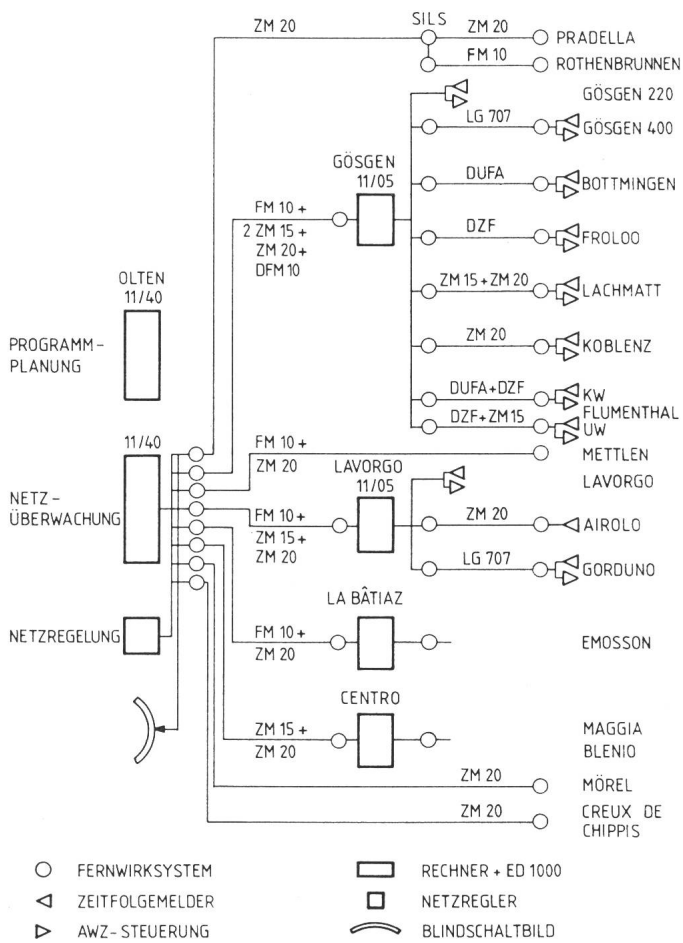 SILS
ZM 20
ZM 20
PRADELLA
FM 10
ROTHENBRUNNEN
GÖSGEN 220
LG 707
GÖSGEN 400
GÖSGEN
11/05
DUFA
BOTTMINGEN
FM 10 +
2 ZM 15 +
ZM 20 +
DFM 10
DZF
FROLOO
OLTEN
11/40
ZM 15 + ZM 20
LACHMATT
PROGRAMM-
PLANUNG
ZM 20
KOBLENZ
DUFA+DZF
KW
FLUMENTHAL
DZF+ZM 15
UW
11/40
FM 10 +
ZM 20
METTLEN
LAVORGO
11/05
LAVORGO
NETZ-
ÜBERWACHUNG
FM 10 +
ZM 15 +
ZM 20
ZM 20
AIROLO
LG 707
GORDUNO
LA BÂTIAZ
NETZREGELUNG
FM 10 +
ZM 20
EMOSSON
CENTRO
ZM 15 +
ZM 20
MAGGIA
BLENIO
ZM 20
MÖREL
ZM 20
CREUX DE
CHIPPIS
FERNWIRKSYSTEM
RECHNER + ED 1000
ZEITFOLGEMELDER
NETZREGLER
AWZ-STEUERUNG
BLINDSCHALTBILD